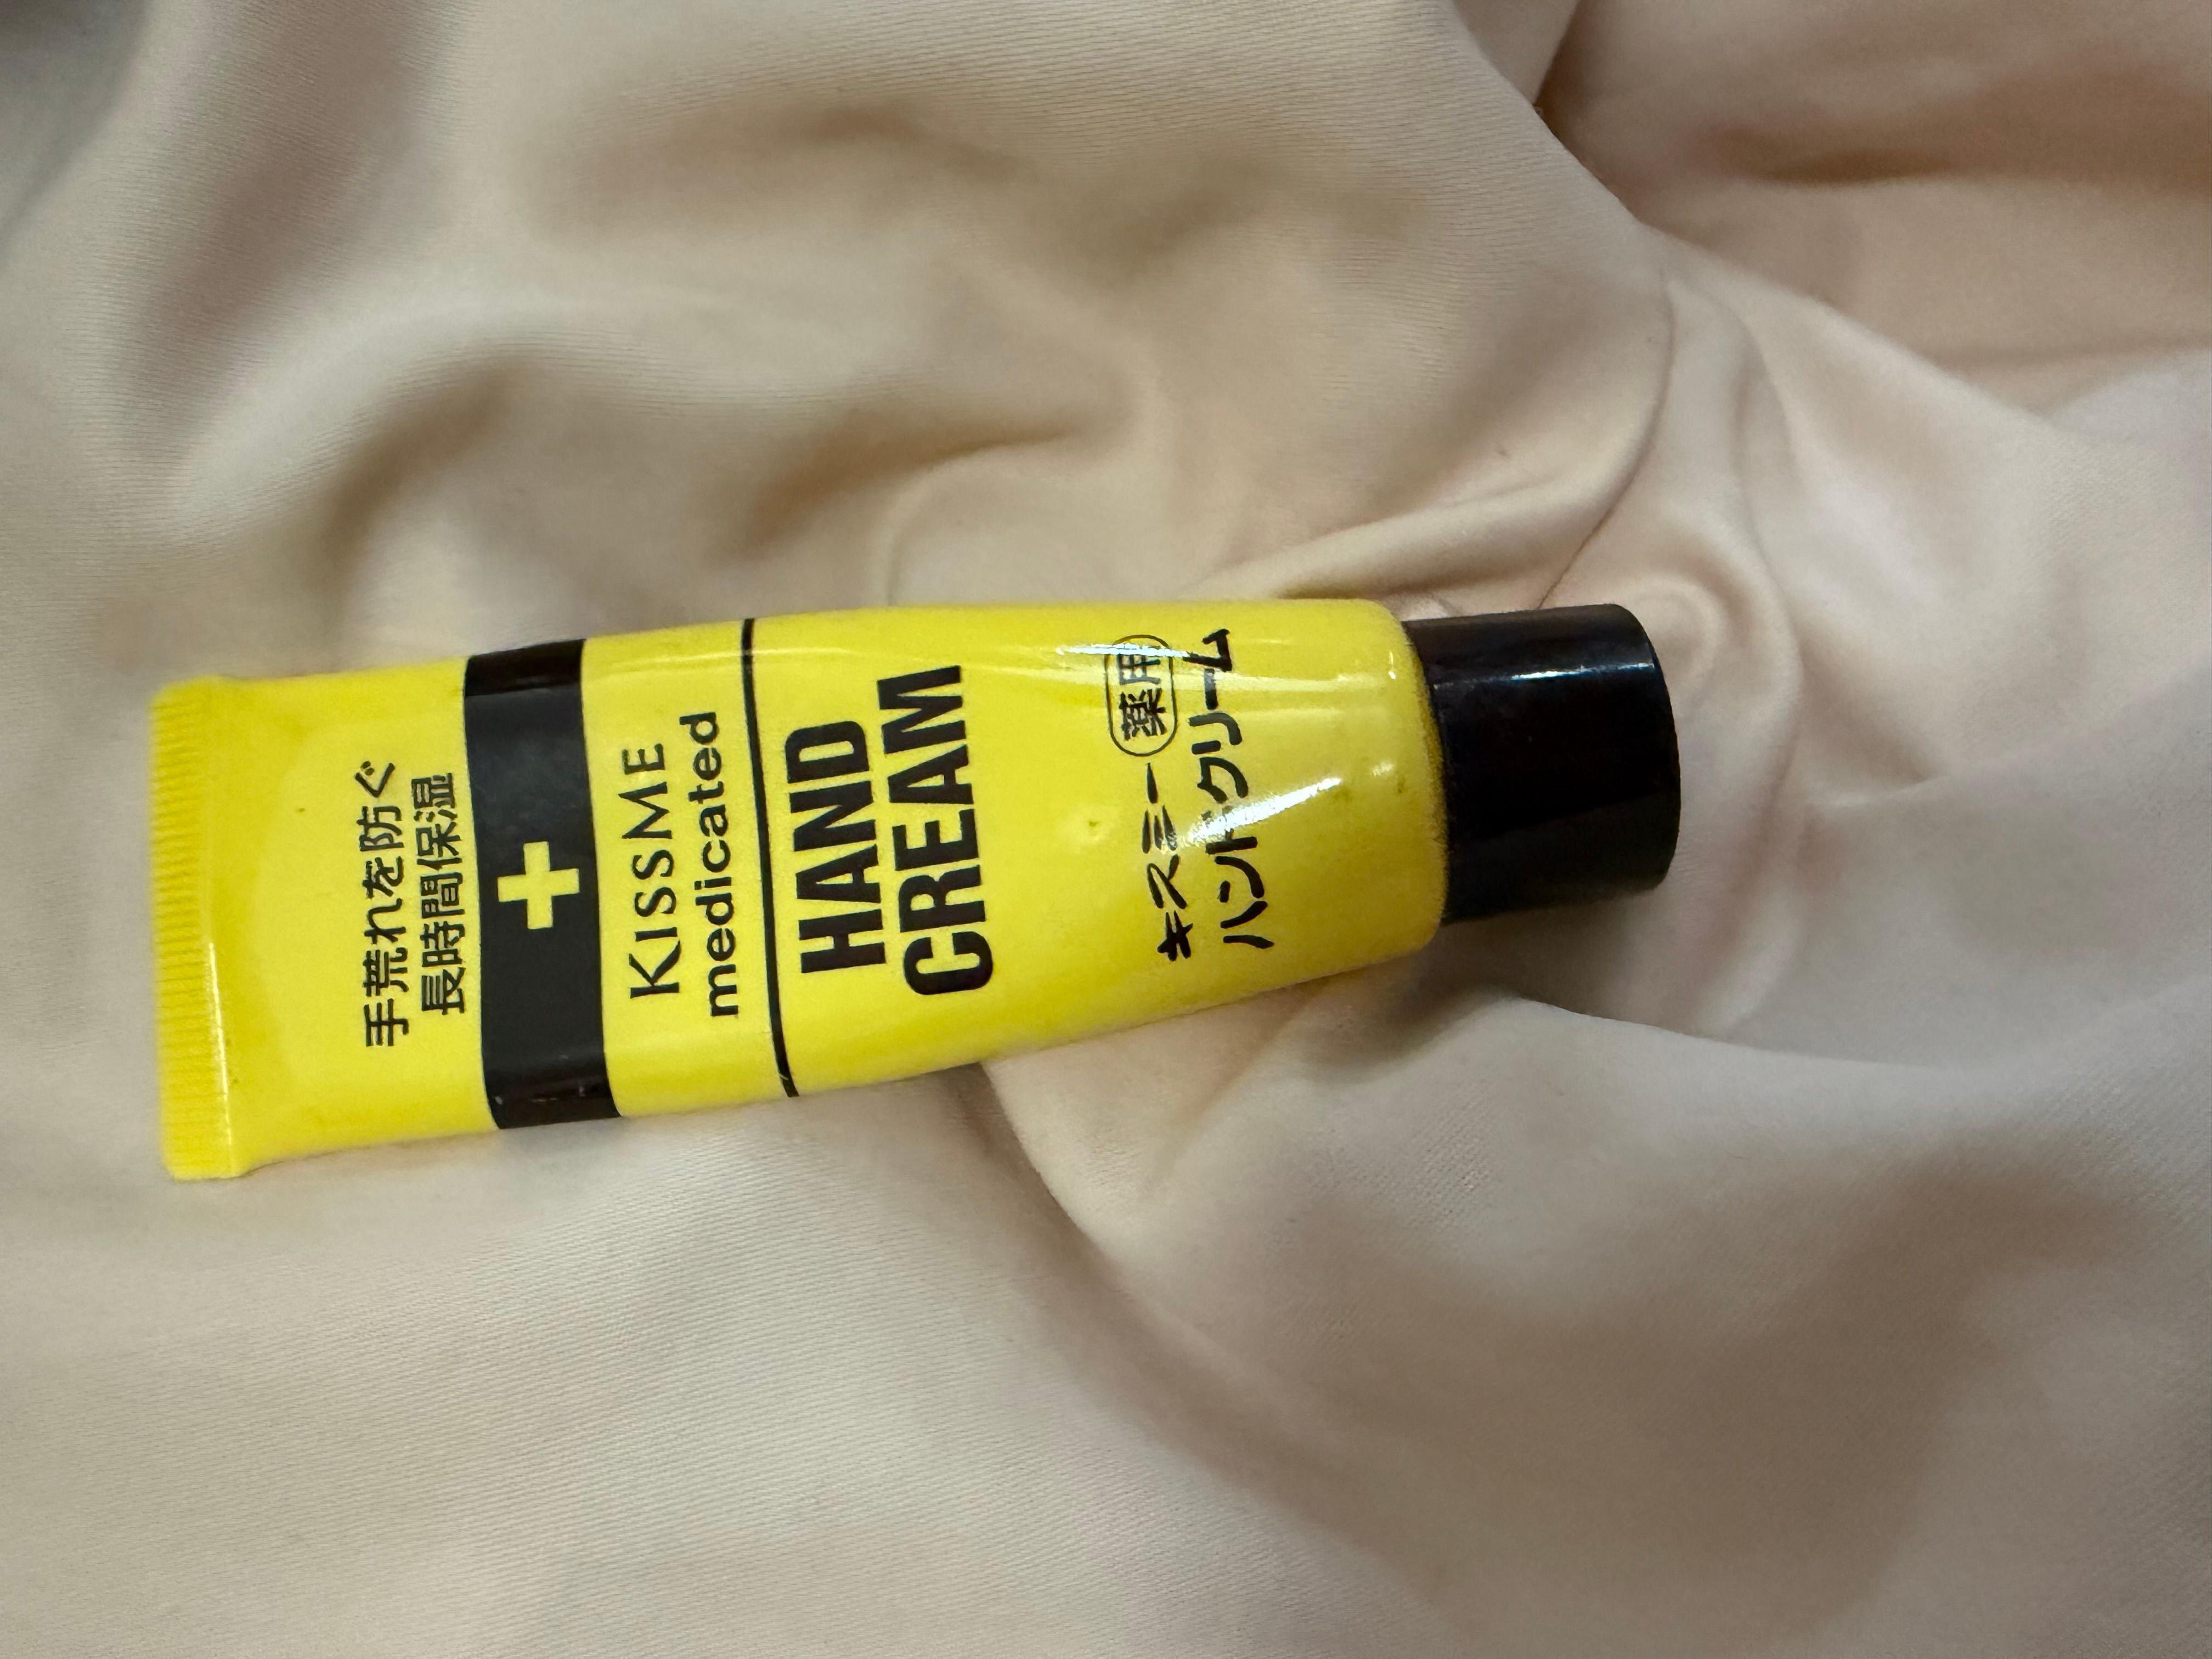 手荒れを防ぐ
長時間保湿
KISSME
medicated
HAND
CREAM
キスミー薬用
ハンドクリーム